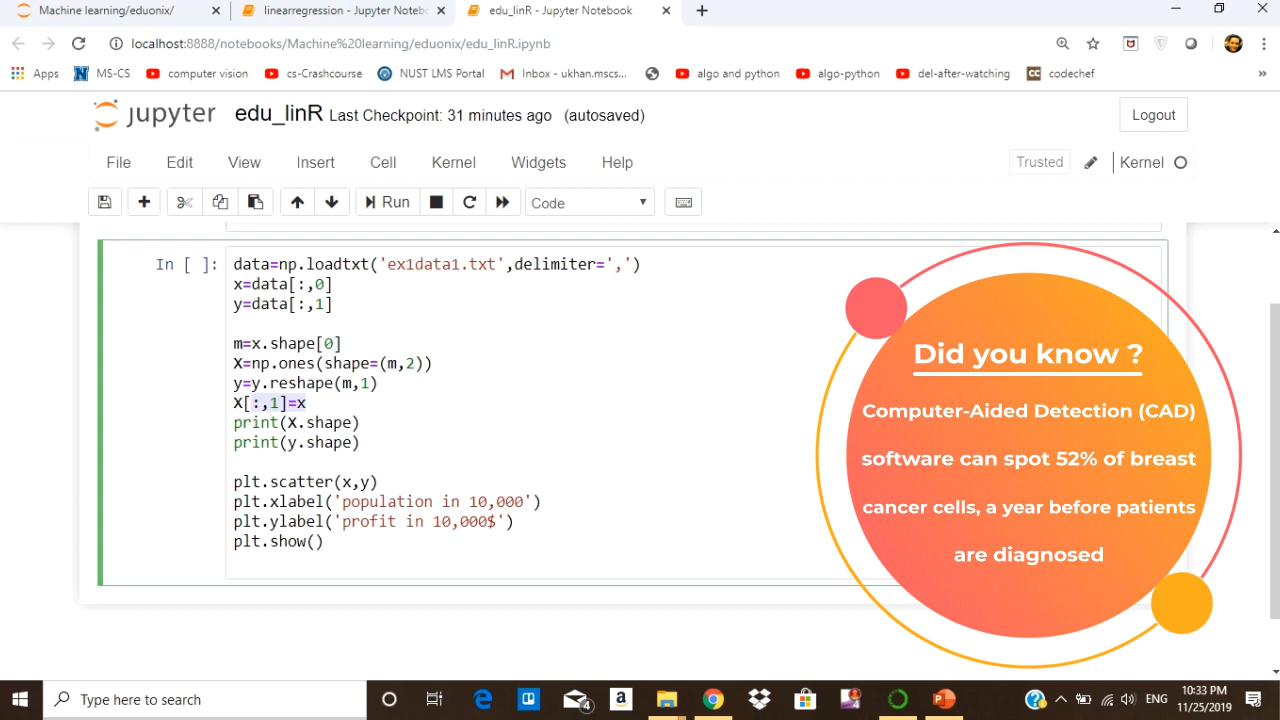 Machine learning/eduonix/
linearregression - Jupyter Noteb
edu_linR - Jupyter Notebook
localhost:8888/notebooks/Machine%20learning/eduonix/edu_linR.ipynb
Apps
MS-CS
computer vision
cs-Crashcourse
NUST LMS Portal
Inbox - ukhan.mscs...
algo and python
algo-python
del-after-watching
codechef
jupyter
edu_linR Last Checkpoint: 31 minutes ago (autosaved)
Logout
File
Edit
View
Insert
Cell
Kernel
Widgets
Help
Trusted
Kernel
Run
Code
In [ ]:
data=np.loadtxt('ex1data1.txt',delimiter=',')
x=data[:,0]
y=data[:,1]
m=x.shape[0]
X=np.ones(shape=(m,2))
y=y.reshape(m,1)
X[:,1]=x
print(X.shape)
print(y.shape)
plt.scatter(x,y)
plt.xlabel('population in 10,000')
plt.ylabel('profit in 10,000$')
plt.show()
Did you know ?
Computer-Aided Detection (CAD)
software can spot 52% of breast
cancer cells, a year before patients
are diagnosed
Type here to search
4
ENG
10:33 PM
11/25/2019